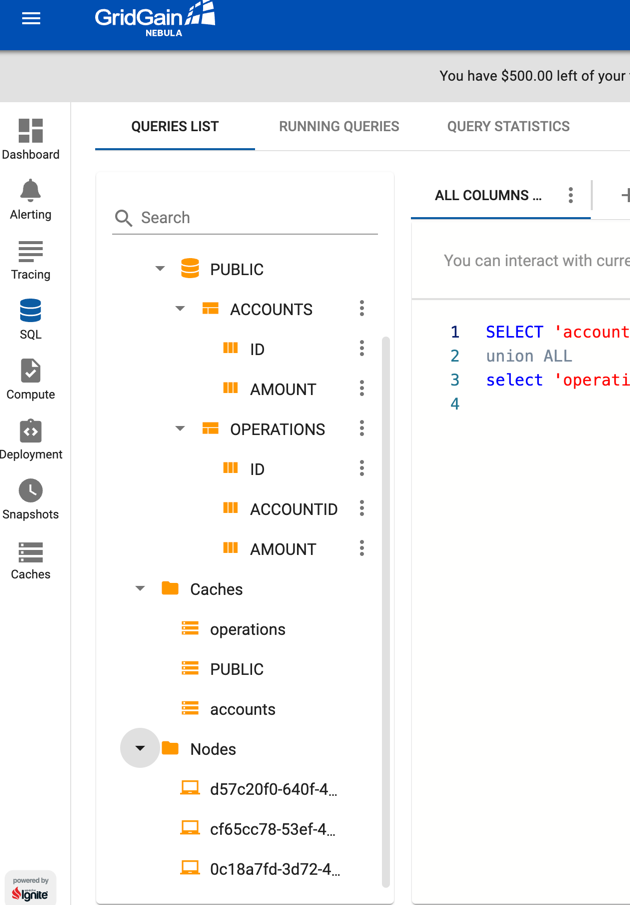 GridGain
NEBULA
You have $500.00 left of your
Dashboard
Alerting
Tracing
SQL
Compute
Deployment
Snapshots
Caches
powered by
Ignite
QUERIES LIST
RUNNING QUERIES
QUERY STATISTICS
Search
PUBLIC
ACCOUNTS
ID
AMOUNT
OPERATIONS
ID
ACCOUNTID
AMOUNT
Caches
operations
PUBLIC
accounts
Nodes
d57c20f0-640f-4...
cf65cc78-53ef-4...
0c18a7fd-3d72-4...
ALL COLUMNS ...
You can interact with curre
1 SELECT 'account
2 union ALL
3 select 'operati
4